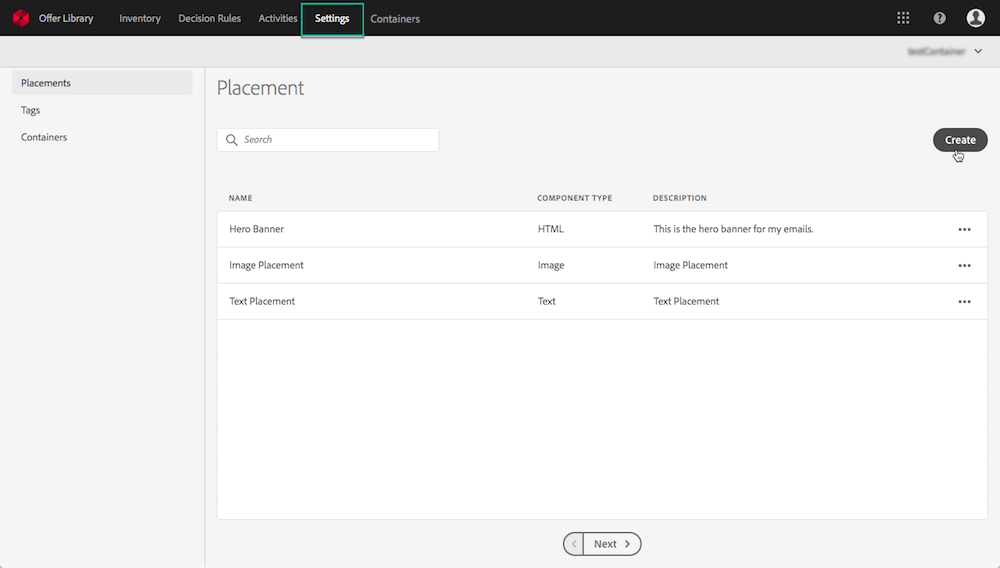 Offer Library Inventory Decision Rules Activities Settings Containers
Placements
Tags
Containers
Placement
Search
Create
NAME COMPONENT TYPE DESCRIPTION
Hero Banner HTML This is the hero banner for my emails.
Image Placement Image Image Placement
Text Placement Text Text Placement
Next